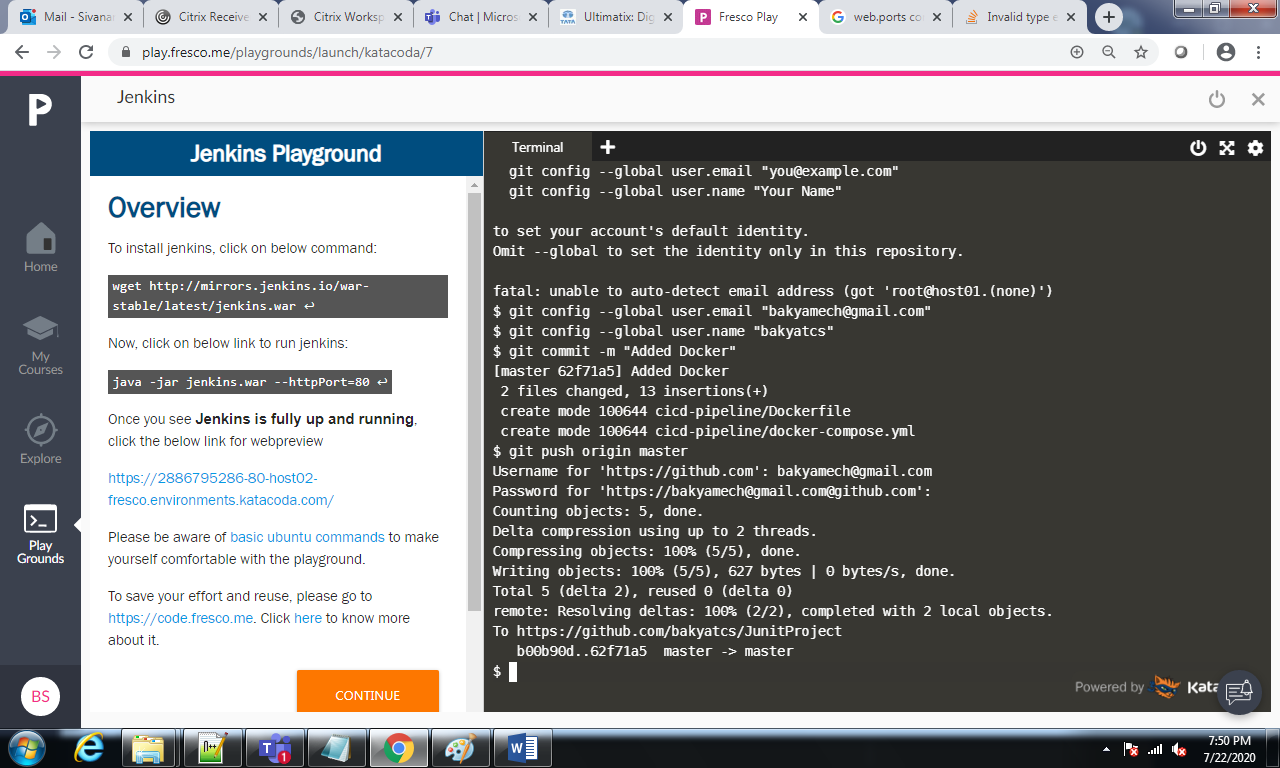 Mail - Sivanar
Citrix Receive
Citrix Worksp
Chat | Micros
Ultimatix: Dig
Fresco Play
web.ports co
Invalid type e
play.fresco.me/playgrounds/launch/katacoda/7
Jenkins
Home
My
Courses
Explore
Play
Grounds
BS
Jenkins Playground
Overview
To install jenkins, click on below command:
wget http://mirrors.jenkins.io/war-
stable/latest/jenkins.war ↩
Now, click on below link to run jenkins:
java -jar jenkins.war --httpPort=80 ↩
Once you see Jenkins is fully up and running,
click the below link for webpreview
https://2886795286-80-host02-
fresco.environments.katacoda.com/
Please be aware of basic ubuntu commands to make
yourself comfortable with the playground.
To save your effort and reuse, please go to
https://code.fresco.me. Click here to know more
about it.
CONTINUE
Terminal
git config --global user.email "you@example.com"
git config --global user.name "Your Name"
to set your account's default identity.
Omit --global to set the identity only in this repository.
fatal: unable to auto-detect email address (got 'root@host01.(none)')
$ git config --global user.email "bakyamech@gmail.com"
$ git config --global user.name "bakyatcs"
$ git commit -m "Added Docker"
[master 62f71a5] Added Docker
2 files changed, 13 insertions(+)
create mode 100644 cicd-pipeline/Dockerfile
create mode 100644 cicd-pipeline/docker-compose.yml
$ git push origin master
Username for 'https://github.com': bakyamech@gmail.com
Password for 'https://bakyamech@gmail.com@github.com':
Counting objects: 5, done.
Delta compression using up to 2 threads.
Compressing objects: 100% (5/5), done.
Writing objects: 100% (5/5), 627 bytes | 0 bytes/s, done.
Total 5 (delta 2), reused 0 (delta 0)
remote: Resolving deltas: 100% (2/2), completed with 2 local objects.
To https://github.com/bakyatcs/JunitProject
b00b90d..62f71a5  master -> master
$
Powered by Kata
7:50 PM
7/22/2020